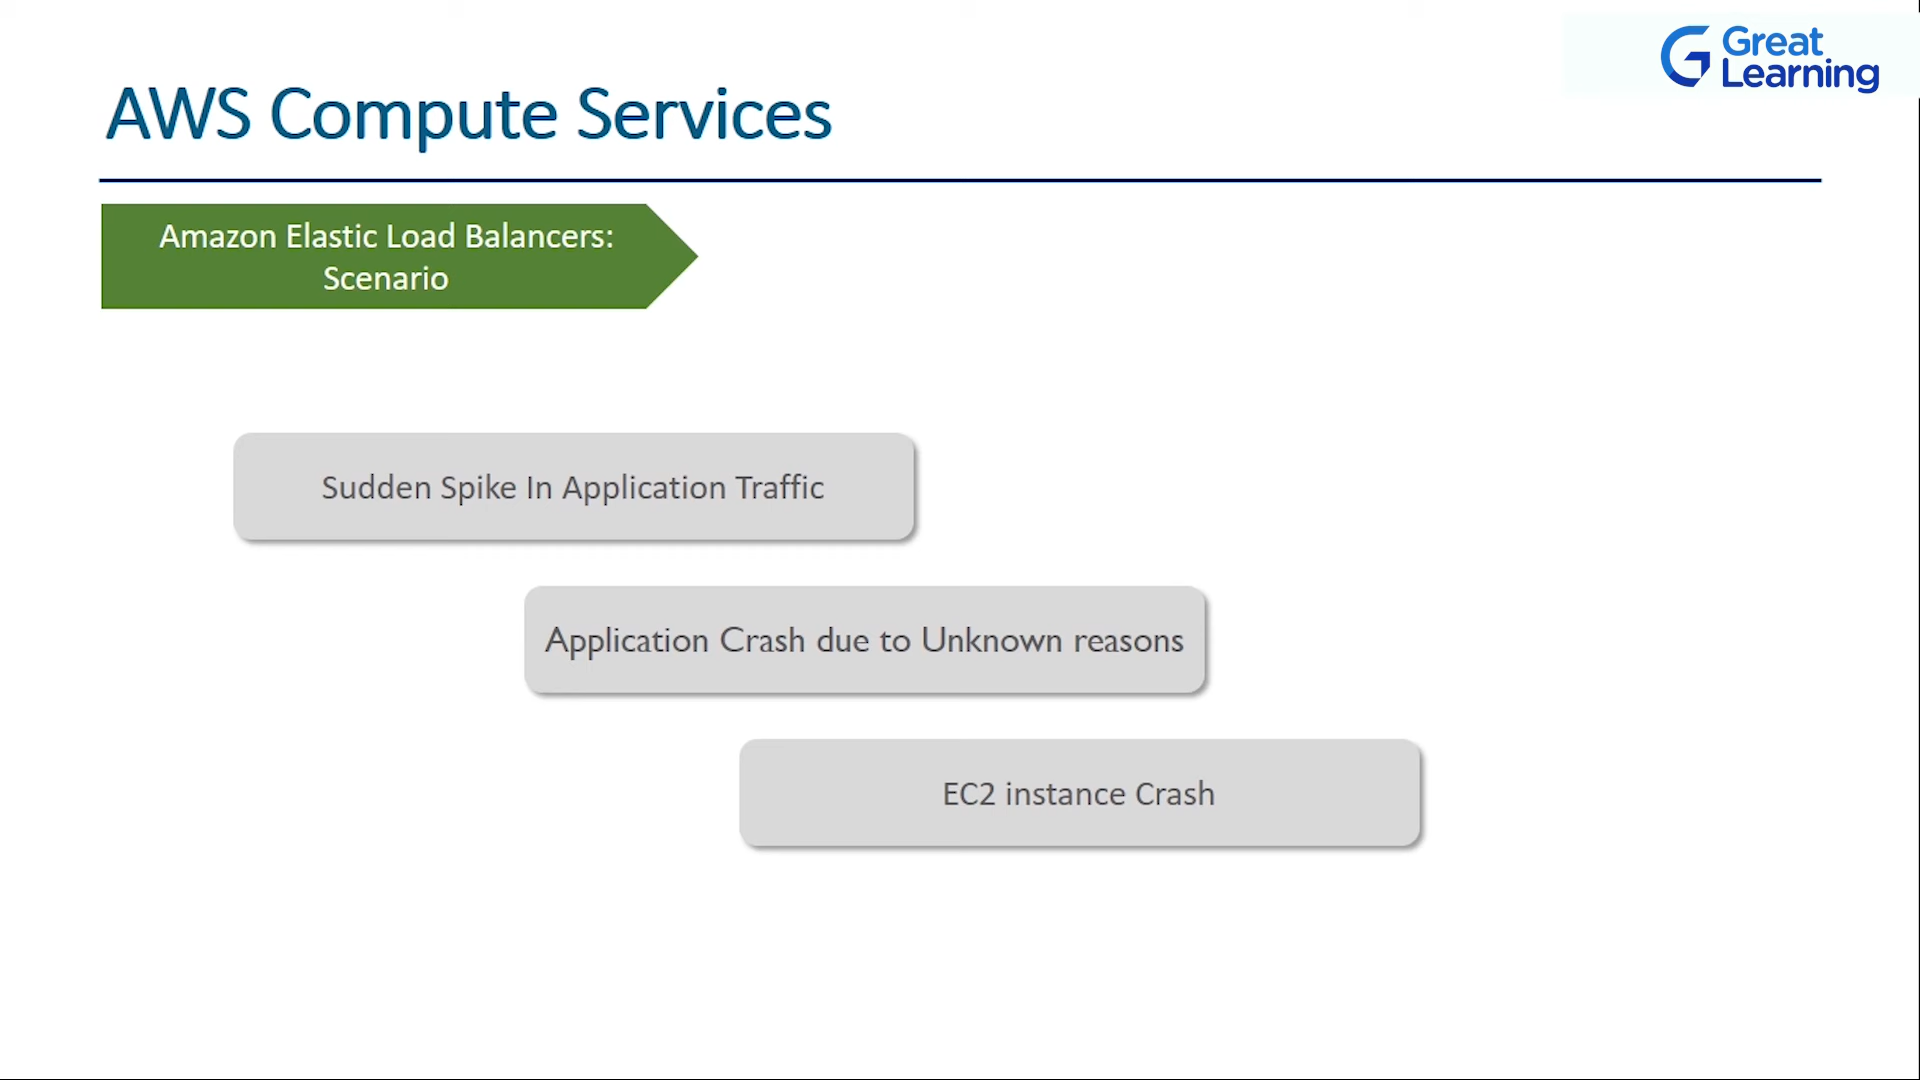 Great
Learning
AWS Compute Services
Amazon Elastic Load Balancers:
Scenario
Sudden Spike In Application Traffic
Application Crash due to Unknown reasons
EC2 instance Crash